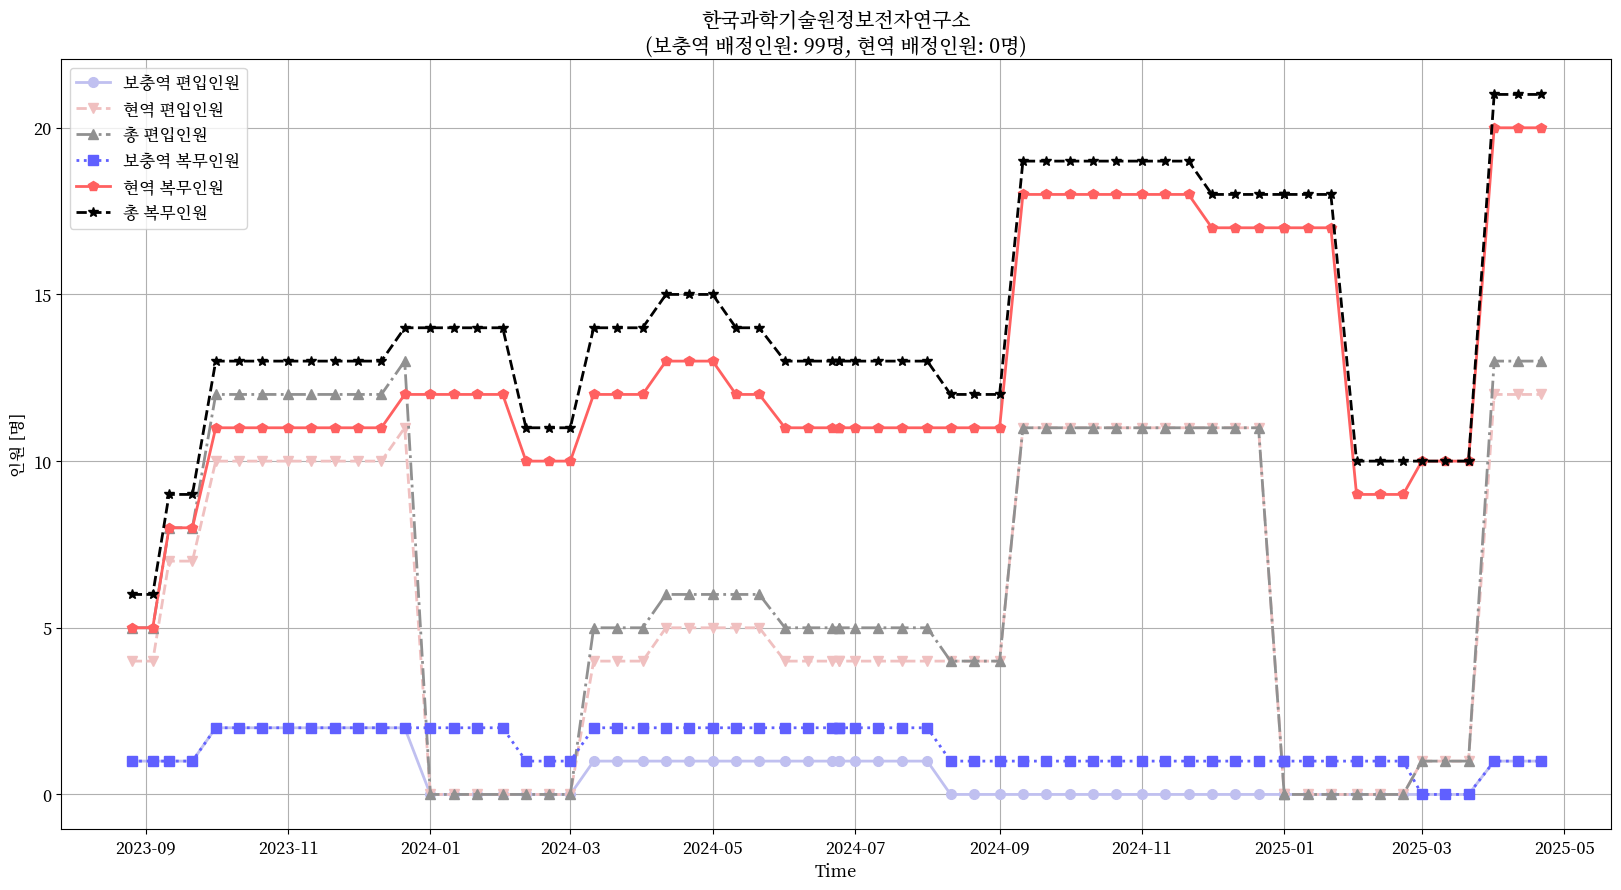 한국과학기술원정보전자연구소
(보충역 배정인원: 99명, 현역 배정인원: 0명)
보충역 편입인원
현역 편입인원
총 편입인원
보충역 복무인원
현역 복무인원
총 복무인원
인원 [명]
20
15
10
5
0
2023-09 2023-11 2024-01 2024-03 2024-05 2024-07 2024-09 2024-11 2025-01 2025-03 2025-05
Time